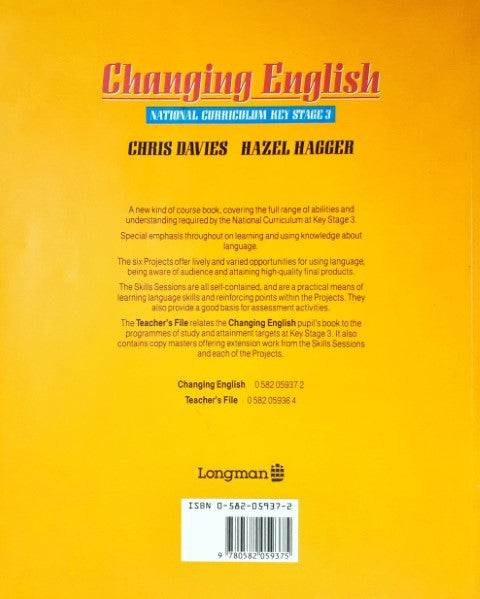 Changing English
NATIONAL CURRICULUM KEY STAGE 3
CHRIS DAVIES HAZEL HAGGER
A new kind of course book, covering the full range of abilities and
understanding required by the National Curriculum at Key Stage 3.
Special emphasis throughout on learning and using knowledge about
language.
The six Projects offer lively and varied opportunities for using language,
being aware of audience and attaining high-quality final products.
The Skills Sessions are all self-contained, and are a practical means of
learning language skills and reinforcing points within the Projects. They
also provide a good basis for assessment activities.
The Teacher's File relates the Changing English pupil's book to the
programmes of study and attainment targets at Key Stage 3. It also
contains copy masters offering extension work from the Skills Sessions
and each of the Projects.
Changing English 0 582 05937 2
Teacher's File 0 582 05936 4
Longman
ISBN 0-582-05937-2
9 780582 059375